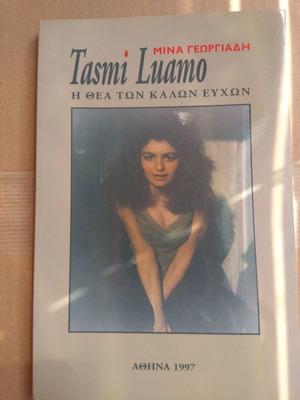 ΜΙΝΑ ΓΕΩΡΓΙΑΔΗ
Tasmi Luamo
Η ΘΕΑ ΤΩΝ ΚΑΛΩΝ ΕΥΧΩΝ
ΑΘΗΝΑ 1997